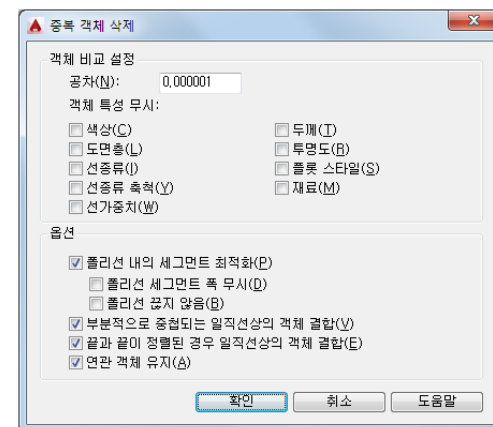 중복 객체 삭제
객체 비교 설정
공차(N): 0,000001
객체 특성 무시:
색상(C) 두께(T)
도면층(L) 투명도(R)
선종류(I) 플롯 스타일(S)
선종류 축척(Y) 재료(M)
선가중치(W)
옵션
폴리선 내의 세그먼트 최적화(P)
폴리선 세그먼트 폭 무시(D)
폴리선 끊지 않음(B)
부분적으로 중첩되는 일직선상의 객체 결합(V)
끝과 끝이 정렬된 경우 일직선상의 객체 결합(E)
연관 객체 유지(A)
확인 취소 도움말